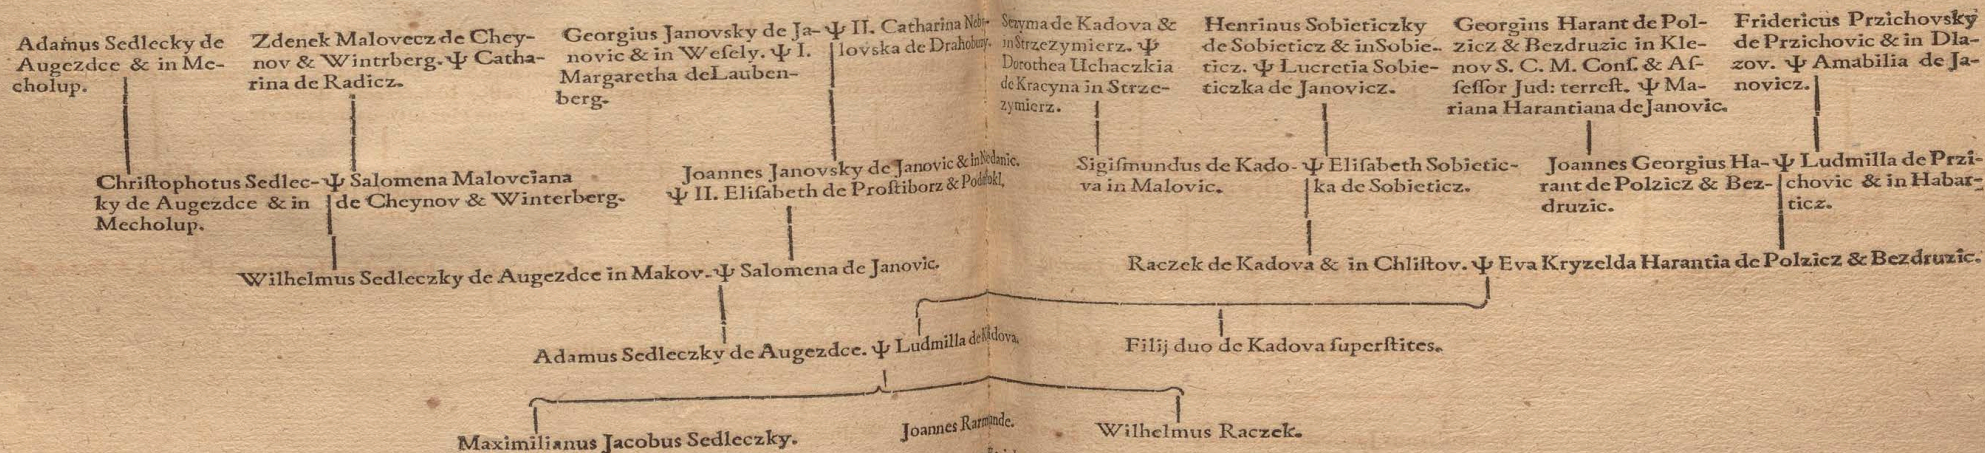 Adamus Sedlecky de
Augezdce & in Me-
cholup.
Zdenek Malovecz de Chey-
nov & Wintrberg. Ψ Catha-
rina de Radicz.
Georgius Janovsky de Ja- Ψ II. Catharina Nebi-
novic & in Wesely. Ψ I. lovska de Drahobuz.
Margaretha de Lauben-
berg.
Sezyma de Kadova &
in Strzezymierz. Ψ
Dorothea Uchaczkia
de Kracyna in Strze-
zymierz.
Henrinus Sobieticzky
de Sobieticz & in Sobie-
ticz. Ψ Lucretia Sobie-
ticzka de Janovicz.
Georgius Harant de Pol-
zicz & Bezdruzic in Kle-
nov S. C. M. Conſ. & Aſ-
ſeſſor Jud: terreſt. Ψ Ma-
riana Harantiana de Janovic.
Fridericus Przichovsky
de Przichovic & in Dla-
zov. Ψ Amabilia de Ja-
novicz.
Chriſtophotus Sedlec- Ψ Salomena Malovciana
ky de Augezdce & in de Cheynov & Winterberg.
Mecholup.
Joannes Janovsky de Janovic & in
Ψ II. Eliſabeth de Proſtiborz &
Sigiſmundus de Kado- Ψ Eliſabeth Sobietic-
va in Malovic. ka de Sobieticz.
Joannes Georgius Ha- Ψ Ludmilla de Przi-
rant de Polzicz & Bez- chovic & in Habar-
druzic. ticz.
Wilhelmus Sedleczky de Augezdce in Makov. Ψ Salomena de Janovic.
Raczek de Kadova & in Chliſtov. Ψ Eva Kryzelda Harantia de Polzicz & Bezdruzic.
Adamus Sedleczky de Augezdce. Ψ Ludmilla de Kadova.
Filij duo de Kadova ſuperſtites.
Maximilianus Jacobus Sedleczky.
Joannes
Wilhelmus Raczek.